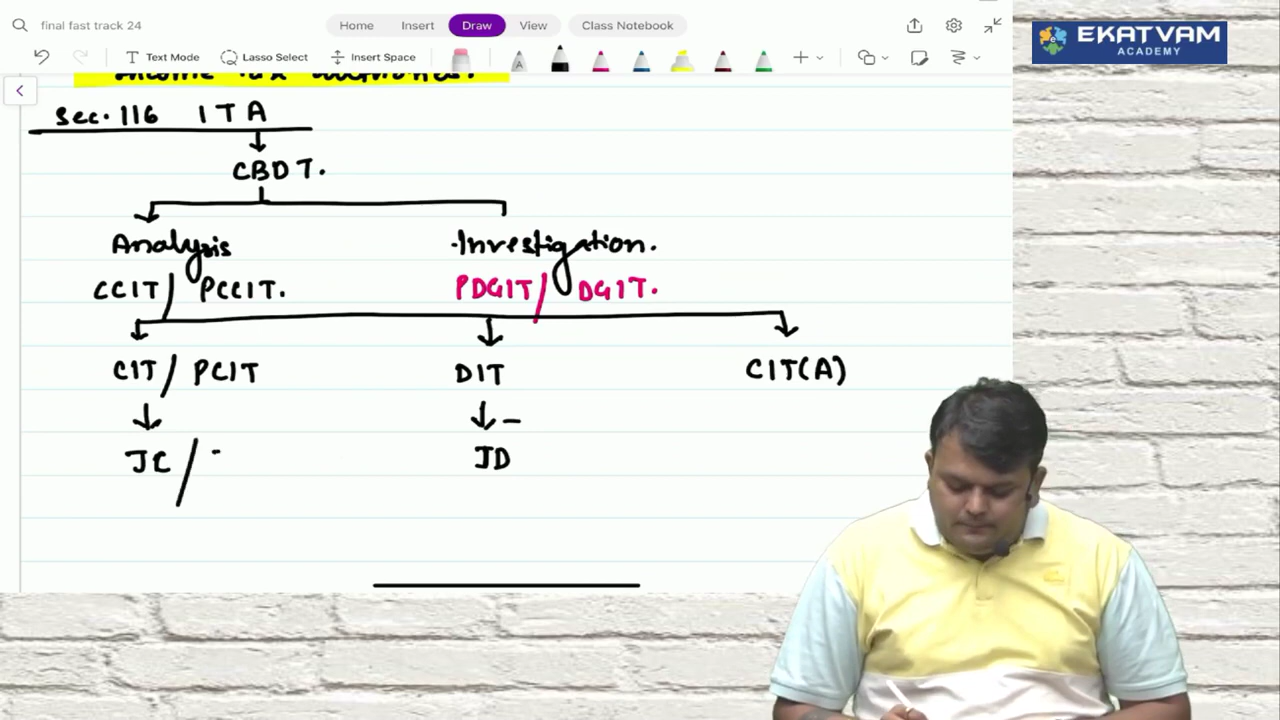 final fast track 24
Home Insert Draw View Class Notebook
EKATVAM
ACADEMY
Text Mode Lasso Select Insert Space
Sec. 116 ITA
CBDT.
Analysis Investigation.
CCIT / PCCIT. PDGIT / DGIT.
CIT / PCIT DIT CIT(A)
JC / JD